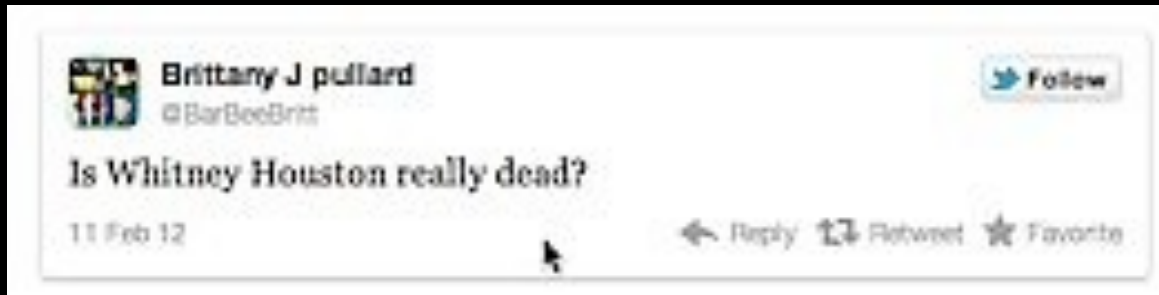 Brittany J pullard
Follow
@BarBeeBritt
Is Whitney Houston really dead?
11 Feb 12
Reply Retweet Favorite